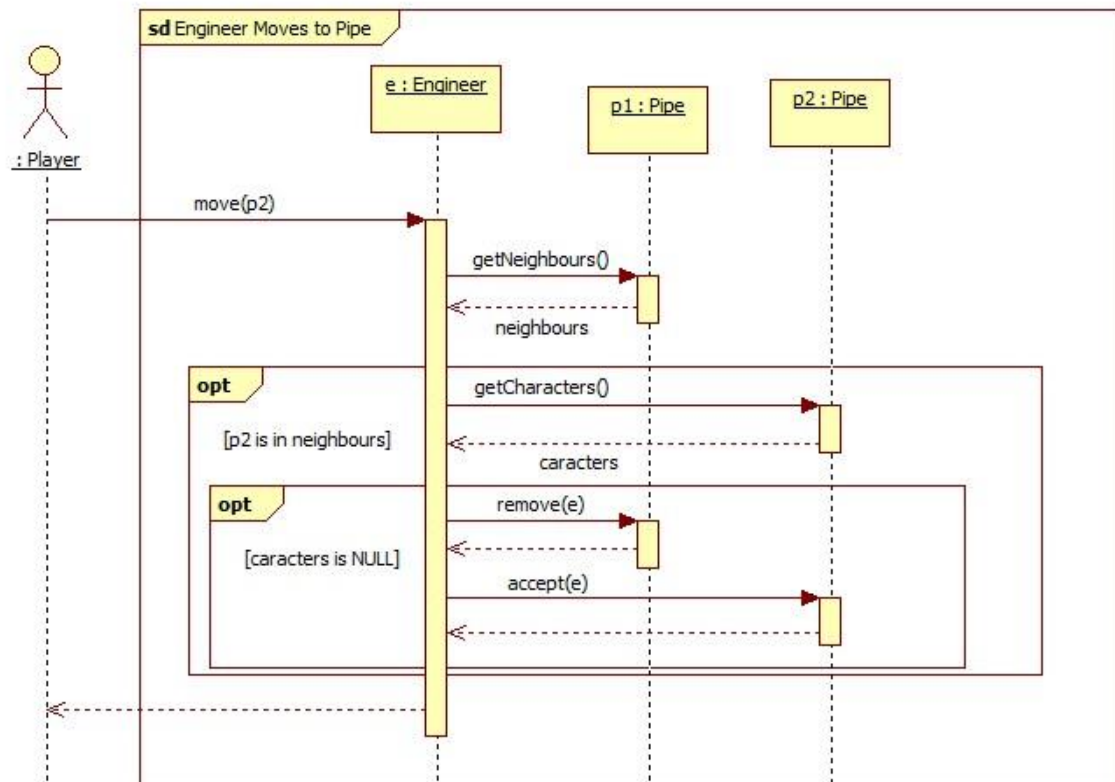 sd Engineer Moves to Pipe
e : Engineer
p1 : Pipe
p2 : Pipe
: Player
move(p2)
getNeighbours()
neighbours
opt
getCharacters()
[p2 is in neighbours]
caracters
opt
remove(e)
[caracters is NULL]
accept(e)